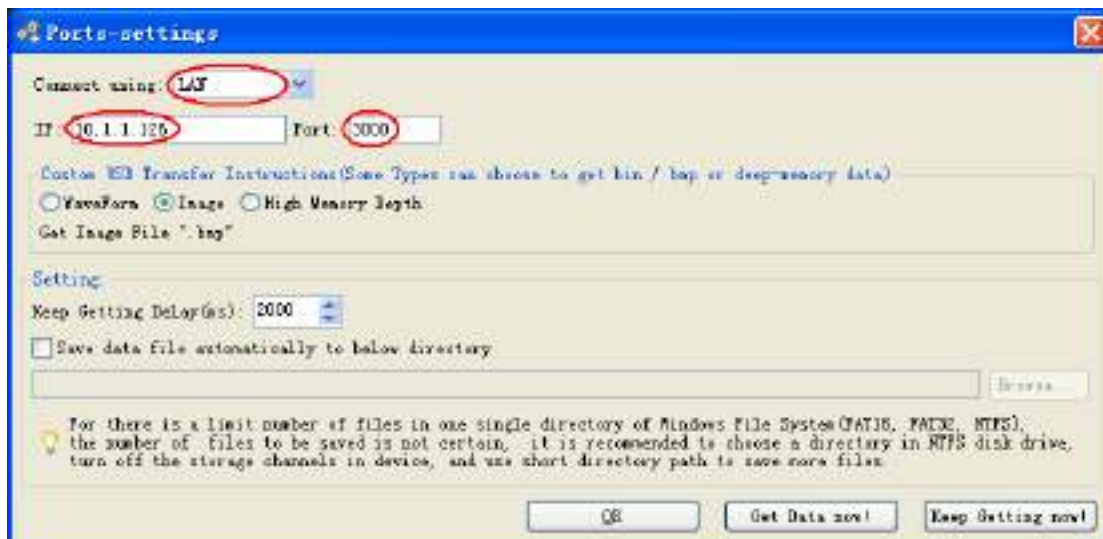 Ports-settings
Connect using: LAN
IP: 10.1.1.126 Port: 3000
Custom USB Transfer Instructions(Some Types can choose to get bin / bmp or deep-memory data)
WaveForm Image High Memory Depth
Get Image File ".bmp"
Setting
Keep Getting Delay(ms): 2000
Save data file automatically to below directory
Browse...
For there is a limit number of files in one single directory of Windows File System(FAT16, FAT32, NTFS),
the number of files to be saved is not certain, it is recommended to choose a directory in NTFS disk drive,
turn off the storage channels in device, and use short directory path to save more files.
OK Get Data now! Keep Getting now!